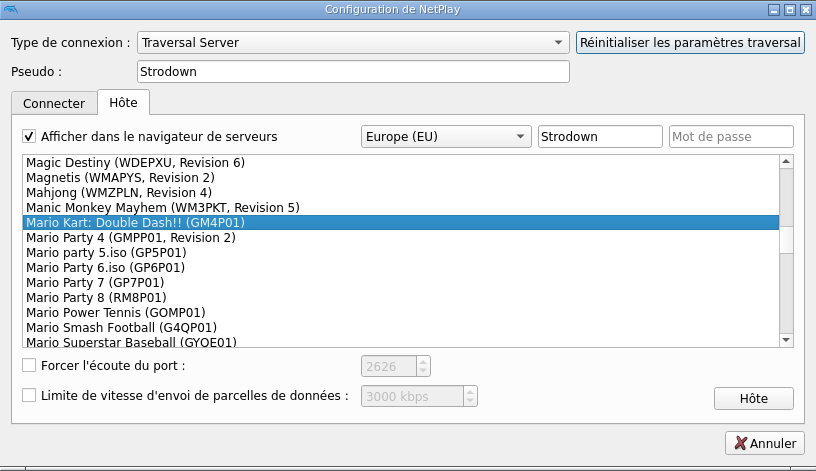 Configuration de NetPlay
Type de connexion : Traversal Server Réinitialiser les paramètres traversal
Pseudo : Strodown
Connecter Hôte
Afficher dans le navigateur de serveurs Europe (EU) Strodown Mot de passe
Magic Destiny (WDEPXU, Revision 6)
Magnetis (WMAPYS, Revision 2)
Mahjong (WMZPLN, Revision 4)
Manic Monkey Mayhem (WM3PKT, Revision 5)
Mario Kart: Double Dash!! (GM4P01)
Mario Party 4 (GMPP01, Revision 2)
Mario party 5.iso (GP5P01)
Mario Party 6.iso (GP6P01)
Mario Party 7 (GP7P01)
Mario Party 8 (RM8P01)
Mario Power Tennis (GOMP01)
Mario Smash Football (G4QP01)
Mario Superstar Baseball (GYQE01)
Forcer l'écoute du port : 2626
Limite de vitesse d'envoi de parcelles de données : 3000 kbps
Hôte
Annuler